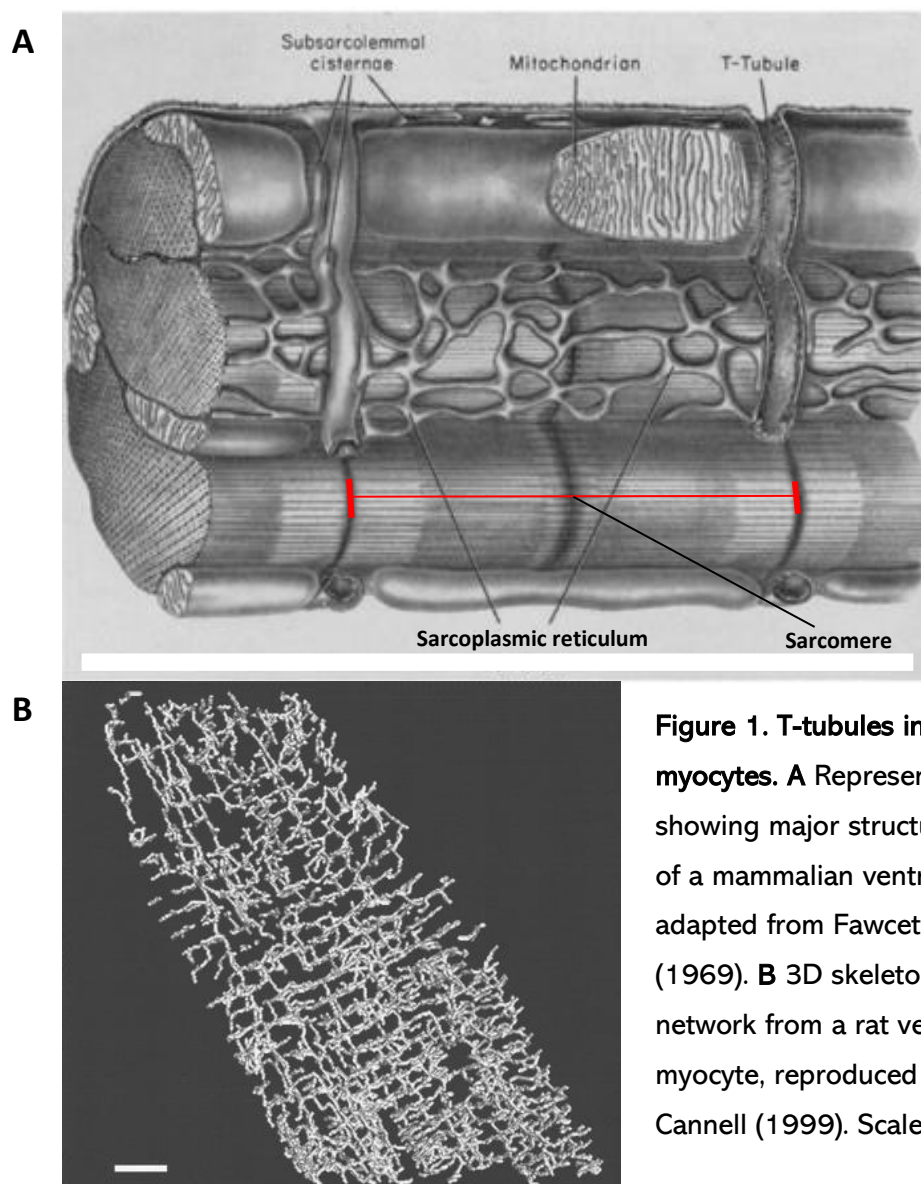 A
Subsarcolemmal
cisternae
Mitochondrian
T-Tubule
Sarcoplasmic reticulum
Sarcomere
B
Figure 1. T-tubules in
myocytes. A Represen
showing major structu
of a mammalian ventr
adapted from Fawcet
(1969). B 3D skeleto
network from a rat ve
myocyte, reproduced
Cannell (1999). Scale